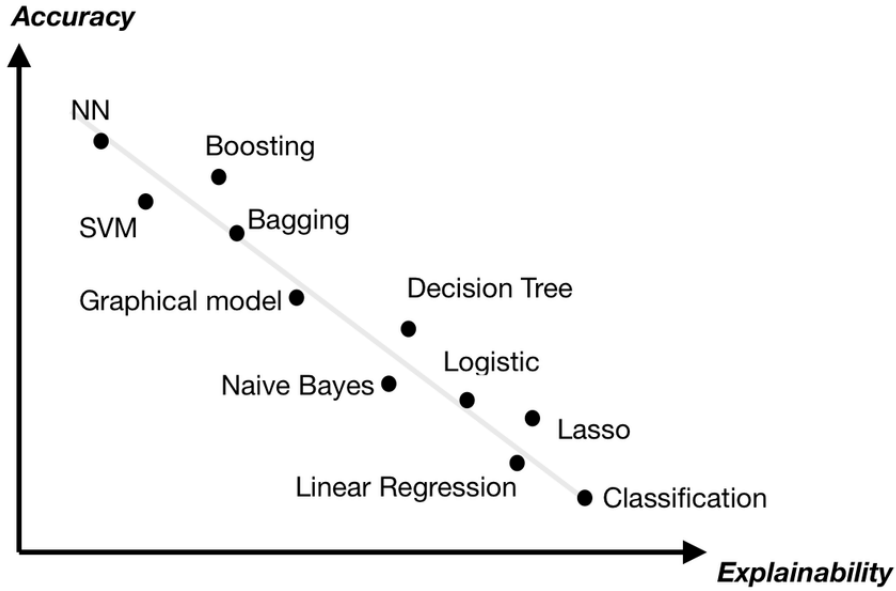 Accuracy
NN
Boosting
SVM
Bagging
Graphical model
Decision Tree
Logistic
Naive Bayes
Lasso
Linear Regression
Classification
Explainability